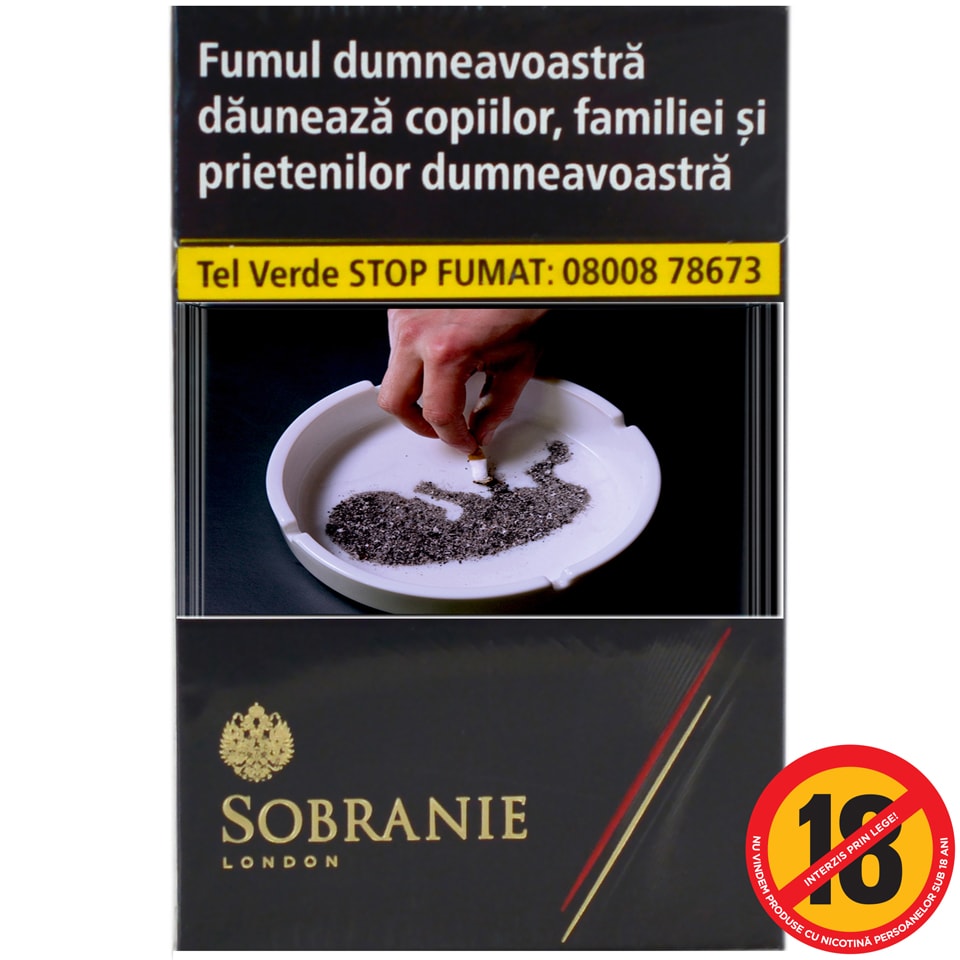 Fumul dumneavoastră
dăunează copiilor, familiei și
prietenilor dumneavoastră
Tel Verde STOP FUMAT: 08008 78673
SOBRANIE
LONDON
18
INTERZIS PRIN LEGE!
NU VINDEM PRODUSE CU NICOTINĂ PERSOANELOR SUB 18 ANI